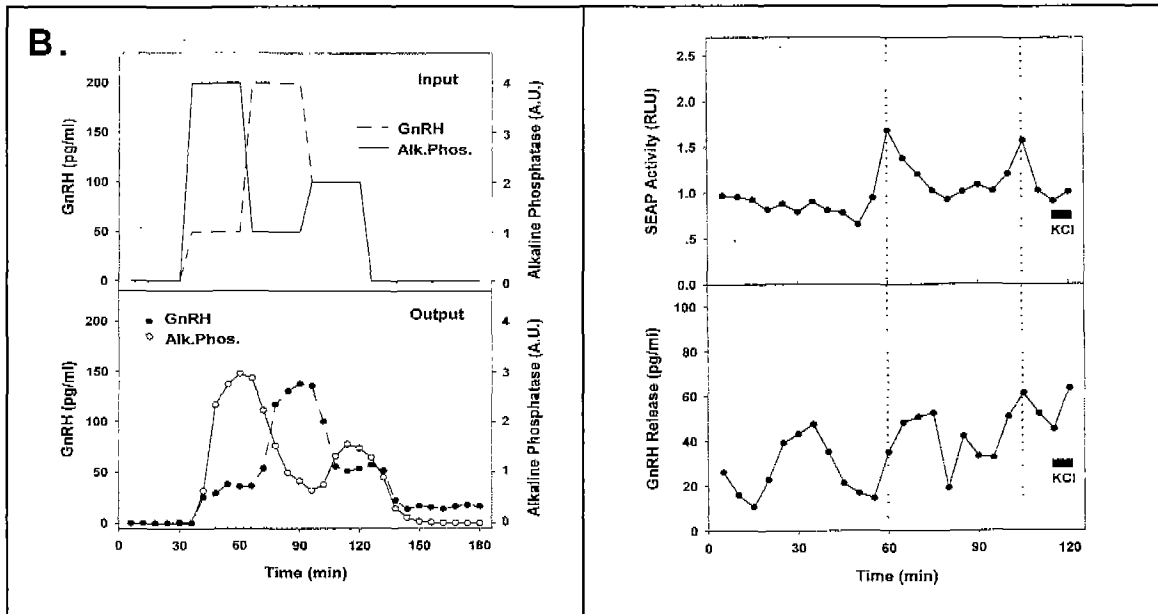 B.
Input
GnRH (pg/ml)
200
150
100
50
0
GnRH
Alk.Phos.
Alkaline Phosphatase (A.U.)
4
3
2
1
0
Output
GnRH (pg/ml)
200
150
100
50
0
GnRH
Alk.Phos.
Alkaline Phosphatase (A.U.)
4
3
2
1
0
0 30 60 90 120 150 180
Time (min)
SEAP Activity (RLU)
2.5
2.0
1.5
1.0
.5
0.0
KCl
GnRH Release (pg/ml)
100
80
60
40
20
0
KCl
0 30 60 90 120
Time (min)